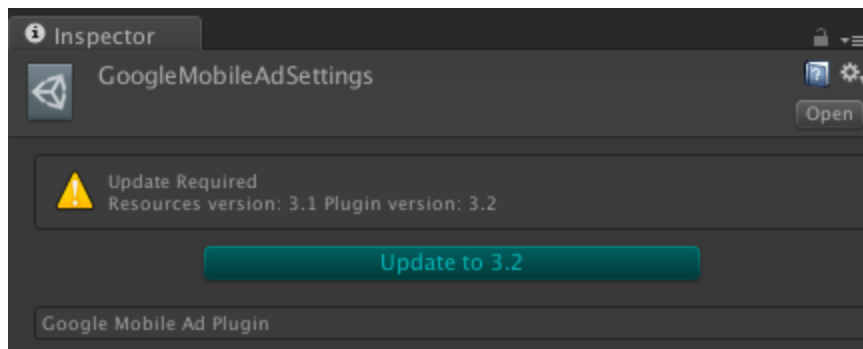 Inspector
GoogleMobileAdSettings
Open
Update Required
Resources version: 3.1 Plugin version: 3.2
Update to 3.2
Google Mobile Ad Plugin